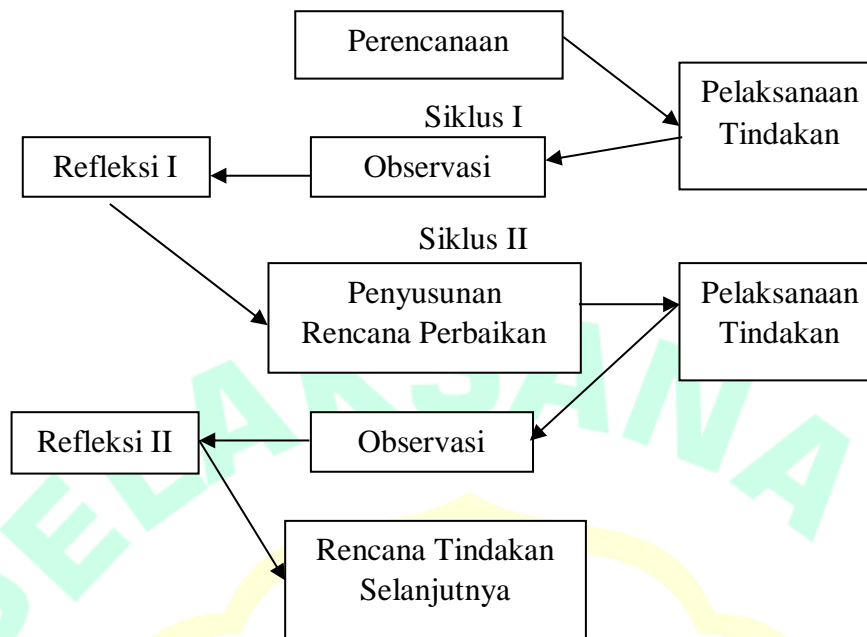 Perencanaan
Pelaksanaan
Tindakan
Siklus I
Refleksi I
Observasi
Siklus II
Penyusunan
Rencana Perbaikan
Pelaksanaan
Tindakan
Refleksi II
Observasi
Rencana Tindakan
Selanjutnya
ELAKSANA